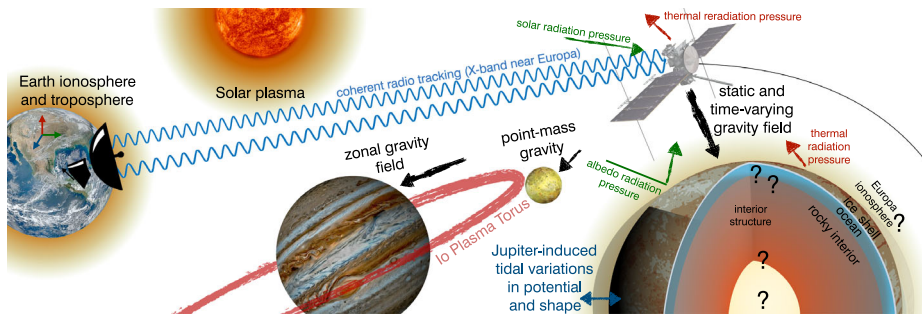 thermal reradiation
pressure
solar radiation pressure
Earth ionosphere
and troposphere
Solar plasma
coherent radio tracking (X-band near Europa)
static and
time-varying
gravity field
zonal gravity
field
point-mass
gravity
albedo radiation
pressure
thermal
radiation
pressure
Io Plasma Torus
Europa
ionosphere
?
? ?
ice shell
ocean
rocky interior
interior
structure
?
?
Jupiter-induced
tidal variations
in potential
and shape